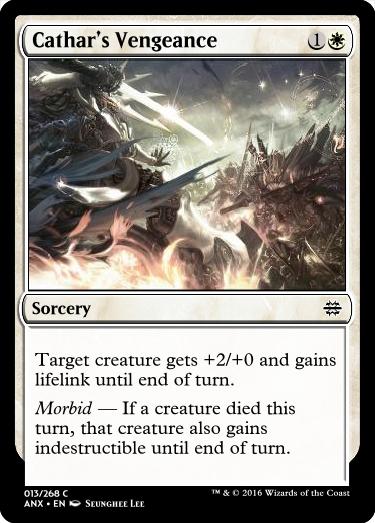 Cathar's Vengeance 1
Sorcery
Target creature gets +2/+0 and gains
lifelink until end of turn.
Morbid — If a creature died this
turn, that creature also gains
indestructible until end of turn.
013/268 C
ANX • EN Seunghee Lee
™ & © 2016 Wizards of the Coast